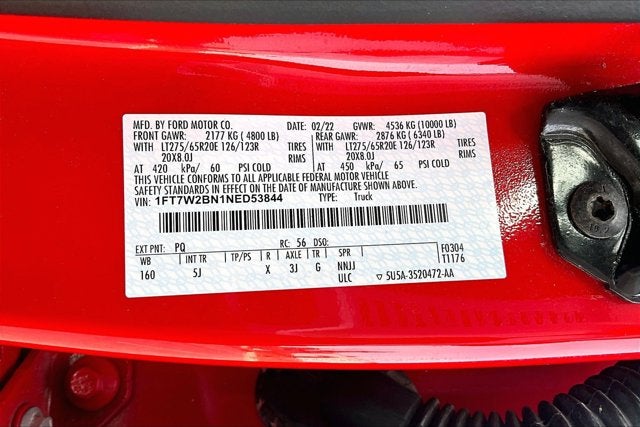 MFD. BY FORD MOTOR CO. DATE: 02/22 GVWR: 4536 KG (10000 LB)
FRONT GAWR: 2177 KG (4800 LB) REAR GAWR: 2876 KG (6340 LB)
WITH LT275/65R20E 126/123R TIRES WITH LT275/65R20E 126/123R TIRES
20X8.0J RIMS 20X8.0J RIMS
AT 420 kPa/ 60 PSI COLD AT 450 kPa/ 65 PSI COLD
THIS VEHICLE CONFORMS TO ALL APPLICABLE FEDERAL MOTOR VEHICLE
SAFETY STANDARDS IN EFFECT ON THE DATE OF MANUFACTURE SHOWN ABOVE.
VIN: 1FT7W2BN1NED53844 TYPE: Truck
EXT PNT: PQ RC: 56 DSO: F0304
WB INT TR TP/PS R AXLE TR SPR T1176
160 5J X 3J G NNJJ
ULC 5U5A-3520472-AA